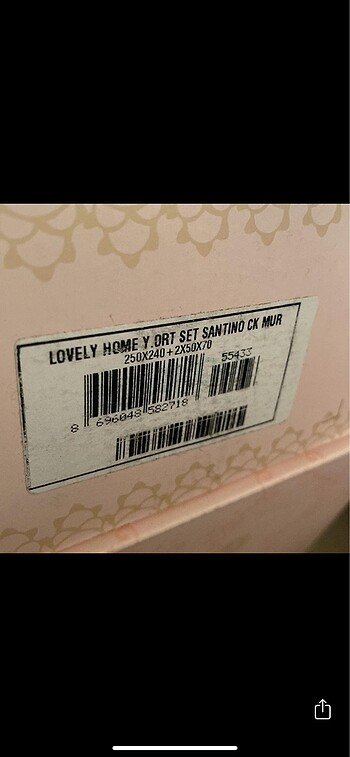 LOVELY HOME Y.ORT SET SANTINO CK MUR
250X240+2X50X70
55433
8 696048 582718